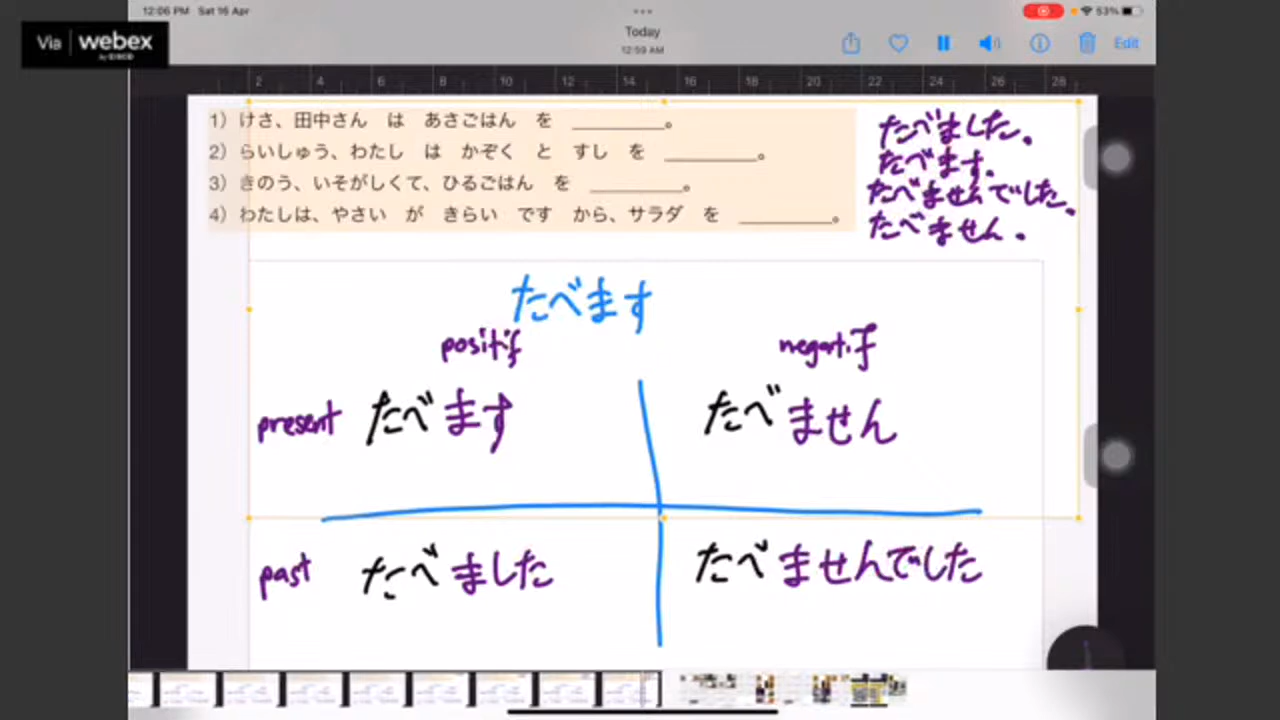 12:06 PM Sat 16 Apr
53%
Via webex
by CISCO
Today
12:59 AM
Edit
2 4 6 8 10 12 14 16 18 20 22 24 26 28
1）けさ、田中さん は あさごはん を ________。
2）らいしゅう、わたし は かぞく と すし を ________。
3）きのう、いそがしくて、ひるごはん を ________。
4）わたしは、やさい が きらい です から、サラダ を ________。
たべました。
たべます。
たべませんでした。
たべません。
たべます
positif negatif
present たべます たべません
past たべました たべませんでした